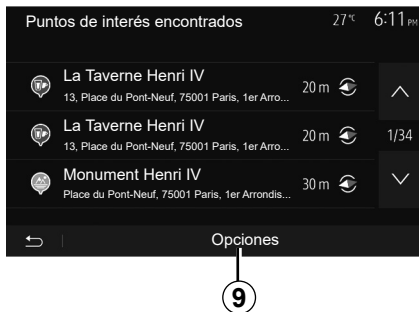 Puntos de interés encontrados 27°C 6:11 PM
La Taverne Henri IV
13, Place du Pont-Neuf, 75001 Paris, 1er Arro... 20 m
La Taverne Henri IV
13, Place du Pont-Neuf, 75001 Paris, 1er Arro... 20 m 1/34
Monument Henri IV
Place du Pont-Neuf, 75001 Paris, 1er Arrondis... 30 m
Opciones
9